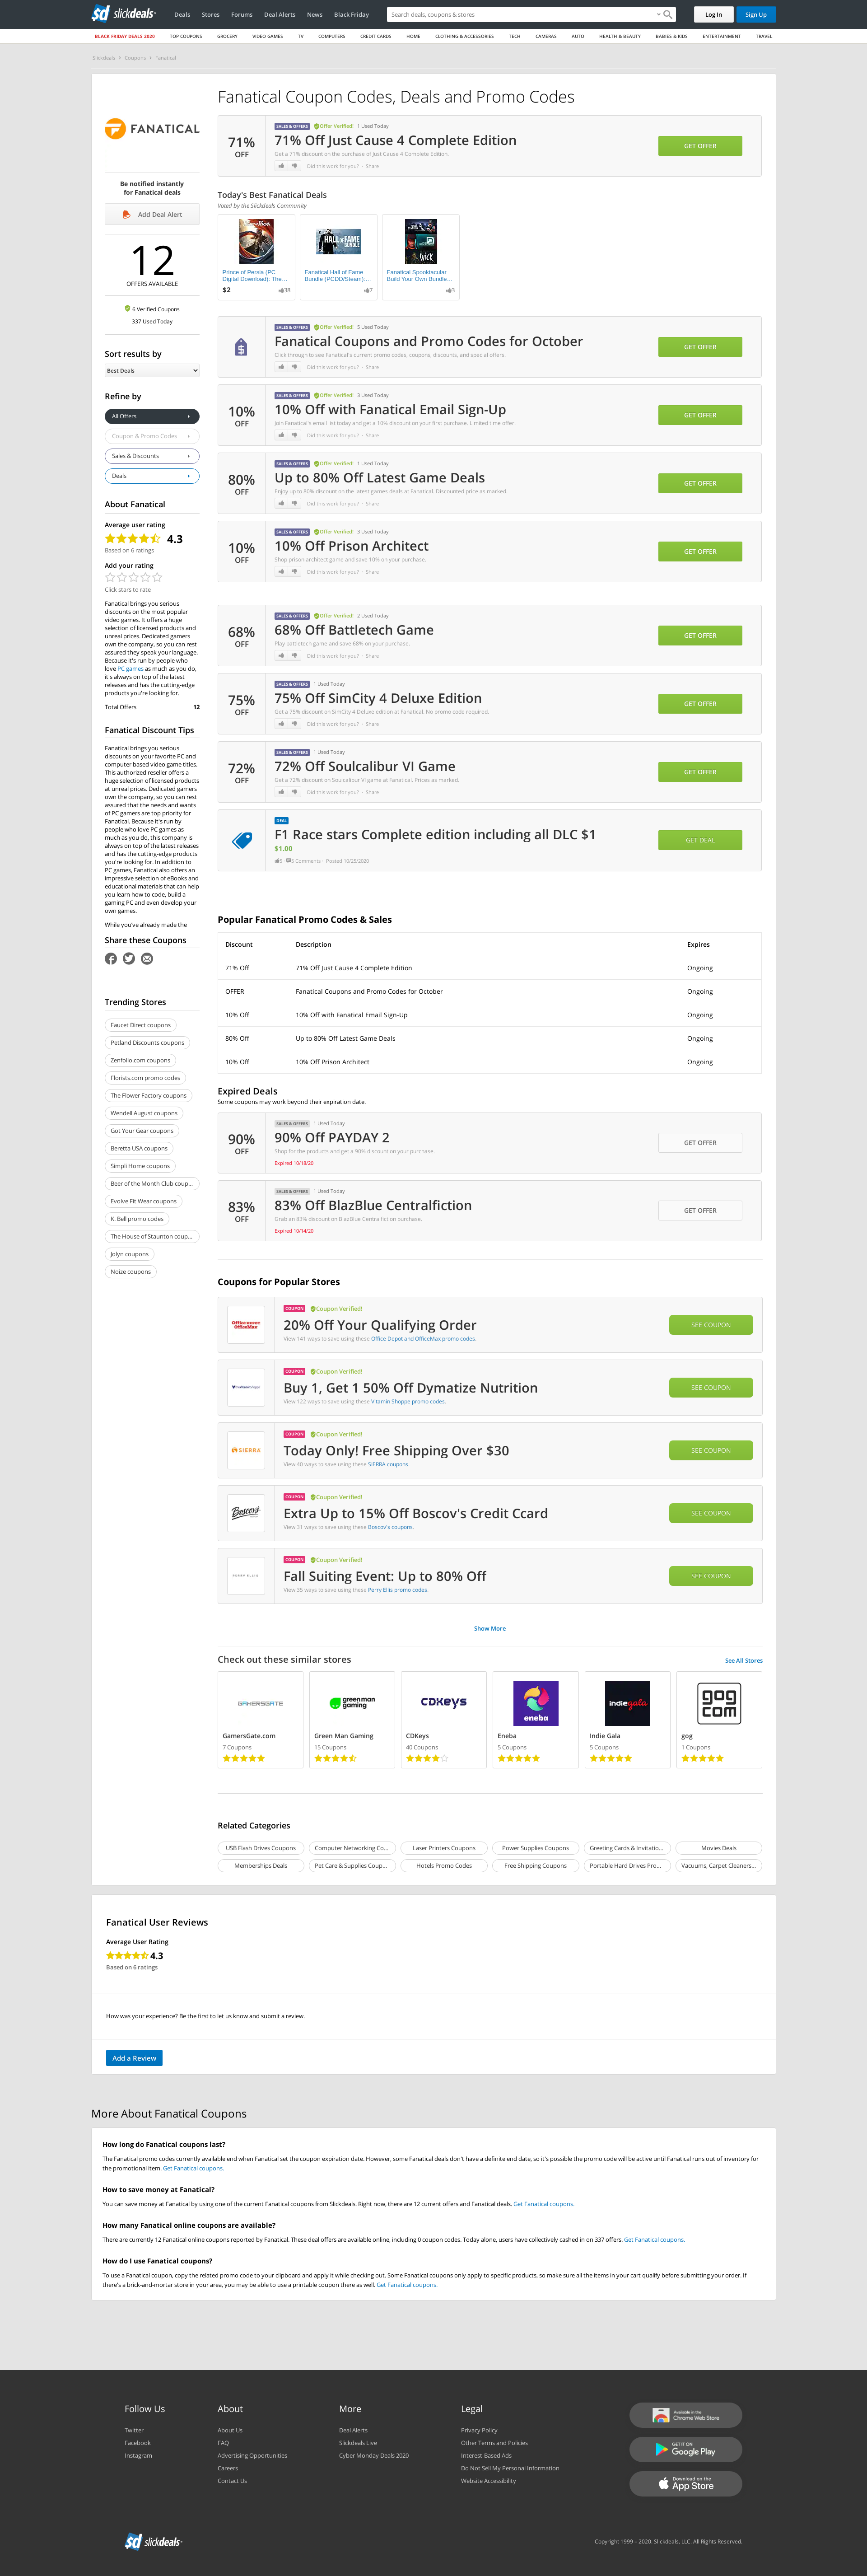 slickdeals
Deals
Stores
Forums
Deal Alerts
News
Black Friday
Search deals, coupons & stores
Log In
Sign Up
BLACK FRIDAY DEALS 2020
TOP COUPONS
GROCERY
VIDEO GAMES
TV
COMPUTERS
CREDIT CARDS
HOME
CLOTHING & ACCESSORIES
TECH
CAMERAS
AUTO
HEALTH & BEAUTY
BABIES & KIDS
ENTERTAINMENT
TRAVEL
Slickdeals › Coupons › Fanatical
FANATICAL
Be notified instantly
for Fanatical deals
Add Deal Alert
12
OFFERS AVAILABLE
6 Verified Coupons
337 Used Today
Sort results by
Best Deals
Refine by
All Offers
Coupon & Promo Codes
Sales & Discounts
Deals
About Fanatical
Average user rating
4.3
Based on 6 ratings
Add your rating
Click stars to rate
Fanatical brings you serious
discounts on the most popular
video games. It offers a huge
selection of licensed products and
unreal prices. Dedicated gamers
own the company, so you can rest
assured they speak your language.
Because it's run by people who
love PC games as much as you do,
it's always on top of the latest
releases and has the cutting-edge
products you're looking for.
Total Offers 12
Fanatical Discount Tips
Fanatical brings you serious
discounts on your favorite PC and
computer based video game titles.
This authorized reseller offers a
huge selection of licensed products
at unreal prices. Dedicated gamers
own the company, so you can rest
assured that the needs and wants
of PC gamers are top priority for
Fanatical. Because it's run by
people who love PC games as
much as you do, this company is
always on top of the latest releases
and has the cutting-edge products
you're looking for. In addition to
PC games, Fanatical also offers an
impressive selection of eBooks and
educational materials that can help
you learn how to code, build a
gaming PC and even create your
own games.
While you've already made the
Share these Coupons
Trending Stores
Faucet Direct coupons
Petland Discounts coupons
Zenfolio.com coupons
Florists.com promo codes
The Flower Factory coupons
Wendell August coupons
Got Your Gear coupons
Beretta USA coupons
Simpli Home coupons
Beer of the Month Club coup...
Evolve Fit Wear coupons
K. Bell promo codes
The House of Staunton coup...
Jolyn coupons
Noize coupons
Fanatical Coupon Codes, Deals and Promo Codes
71%
OFF
SALES & OFFERS Offer Verified! 1 Used Today
71% Off Just Cause 4 Complete Edition
Get a 71% discount on the purchase of Just Cause 4 Complete Edition.
Did this work for you? · Share
GET OFFER
Today's Best Fanatical Deals
Voted by the Slickdeals Community
Prince of Persia (PC
Digital Download): The...
$2 38
HALL OF FAME
BUNDLE
Fanatical Hall of Fame
Bundle (PCDD/Steam):...
7
WICK
Fanatical Spooktacular
Build Your Own Bundle...
3
SALES & OFFERS Offer Verified! 5 Used Today
Fanatical Coupons and Promo Codes for October
Click through to see Fanatical's current promo codes, coupons, discounts, and special offers.
Did this work for you? · Share
GET OFFER
10%
OFF
SALES & OFFERS Offer Verified! 3 Used Today
10% Off with Fanatical Email Sign-Up
Join Fanatical's email list today and get a 10% discount on your first purchase. Limited time offer.
Did this work for you? · Share
GET OFFER
80%
OFF
SALES & OFFERS Offer Verified! 1 Used Today
Up to 80% Off Latest Game Deals
Enjoy up to 80% discount on the latest games deals at Fanatical. Discounted price as marked.
Did this work for you? · Share
GET OFFER
10%
OFF
SALES & OFFERS Offer Verified! 3 Used Today
10% Off Prison Architect
Shop prison architect game and save 10% on your purchase.
Did this work for you? · Share
GET OFFER
68%
OFF
SALES & OFFERS Offer Verified! 2 Used Today
68% Off Battletech Game
Play battletech game and save 68% on your purchase.
Did this work for you? · Share
GET OFFER
75%
OFF
SALES & OFFERS 1 Used Today
75% Off SimCity 4 Deluxe Edition
Get a 75% discount on SimCity 4 Deluxe edition at Fanatical. No promo code required.
Did this work for you? · Share
GET OFFER
72%
OFF
SALES & OFFERS 1 Used Today
72% Off Soulcalibur VI Game
Get a 72% discount on Soulcalibur Vi game at Fanatical. Prices as marked.
Did this work for you? · Share
GET OFFER
DEAL
F1 Race stars Complete edition including all DLC $1
$1.00
Comments · Posted 10/25/2020
GET DEAL
Popular Fanatical Promo Codes & Sales
Discount Description Expires
71% Off 71% Off Just Cause 4 Complete Edition Ongoing
OFFER Fanatical Coupons and Promo Codes for October Ongoing
10% Off 10% Off with Fanatical Email Sign-Up Ongoing
80% Off Up to 80% Off Latest Game Deals Ongoing
10% Off 10% Off Prison Architect Ongoing
Expired Deals
Some coupons may work beyond their expiration date.
90%
OFF
SALES & OFFERS 1 Used Today
90% Off PAYDAY 2
Shop for the products and get a 90% discount on your purchase.
Expired 10/18/20
GET OFFER
83%
OFF
SALES & OFFERS 1 Used Today
83% Off BlazBlue Centralfiction
Grab an 83% discount on BlazBlue Centralfiction purchase.
Expired 10/14/20
GET OFFER
Coupons for Popular Stores
Office DEPOT
OfficeMax
COUPON Coupon Verified!
20% Off Your Qualifying Order
View 141 ways to save using these Office Depot and OfficeMax promo codes.
SEE COUPON
COUPON Coupon Verified!
Buy 1, Get 1 50% Off Dymatize Nutrition
View 122 ways to save using these Vitamin Shoppe promo codes.
SEE COUPON
SIERRA
COUPON Coupon Verified!
Today Only! Free Shipping Over $30
View 40 ways to save using these SIERRA coupons.
SEE COUPON
Boscov's
COUPON Coupon Verified!
Extra Up to 15% Off Boscov's Credit Ccard
View 31 ways to save using these Boscov's coupons.
SEE COUPON
PERRY ELLIS
COUPON Coupon Verified!
Fall Suiting Event: Up to 80% Off
View 35 ways to save using these Perry Ellis promo codes.
SEE COUPON
Show More
Check out these similar stores
See All Stores
GAMERSGATE
GamersGate.com
7 Coupons
green man gaming
Green Man Gaming
15 Coupons
CDKeys
CDKeys
40 Coupons
eneba
Eneba
5 Coupons
indiegala
Indie Gala
5 Coupons
gog
com
gog
1 Coupons
Related Categories
USB Flash Drives Coupons
Computer Networking Co...
Laser Printers Coupons
Power Supplies Coupons
Greeting Cards & Invitatio...
Movies Deals
Memberships Deals
Pet Care & Supplies Coup...
Hotels Promo Codes
Free Shipping Coupons
Portable Hard Drives Pro...
Vacuums, Carpet Cleaners...
Fanatical User Reviews
Average User Rating
4.3
Based on 6 ratings
How was your experience? Be the first to let us know and submit a review.
Add a Review
More About Fanatical Coupons
How long do Fanatical coupons last?
The Fanatical promo codes currently available end when Fanatical set the coupon expiration date. However, some Fanatical deals don't have a definite end date, so it's possible the promo code will be active until Fanatical runs out of inventory for
the promotional item. Get Fanatical coupons.
How to save money at Fanatical?
You can save money at Fanatical by using one of the current Fanatical coupons from Slickdeals. Right now, there are 12 current offers and Fanatical deals. Get Fanatical coupons.
How many Fanatical online coupons are available?
There are currently 12 Fanatical online coupons reported by Fanatical. These deal offers are available online, including 0 coupon codes. Today alone, users have collectively cashed in on 337 offers. Get Fanatical coupons.
How do I use Fanatical coupons?
To use a Fanatical coupon, copy the related promo code to your clipboard and apply it while checking out. Some Fanatical coupons only apply to specific products, so make sure all the items in your cart qualify before submitting your order. If
there's a brick-and-mortar store in your area, you may be able to use a printable coupon there as well. Get Fanatical coupons.
Follow Us
Twitter
Facebook
Instagram
About
About Us
FAQ
Advertising Opportunities
Careers
Contact Us
More
Deal Alerts
Slickdeals Live
Cyber Monday Deals 2020
Legal
Privacy Policy
Other Terms and Policies
Interest-Based Ads
Do Not Sell My Personal Information
Website Accessibility
Available in the
Chrome Web Store
GET IT ON
Google Play
Download on the
App Store
slickdeals
Copyright 1999 - 2020. Slickdeals, LLC. All Rights Reserved.